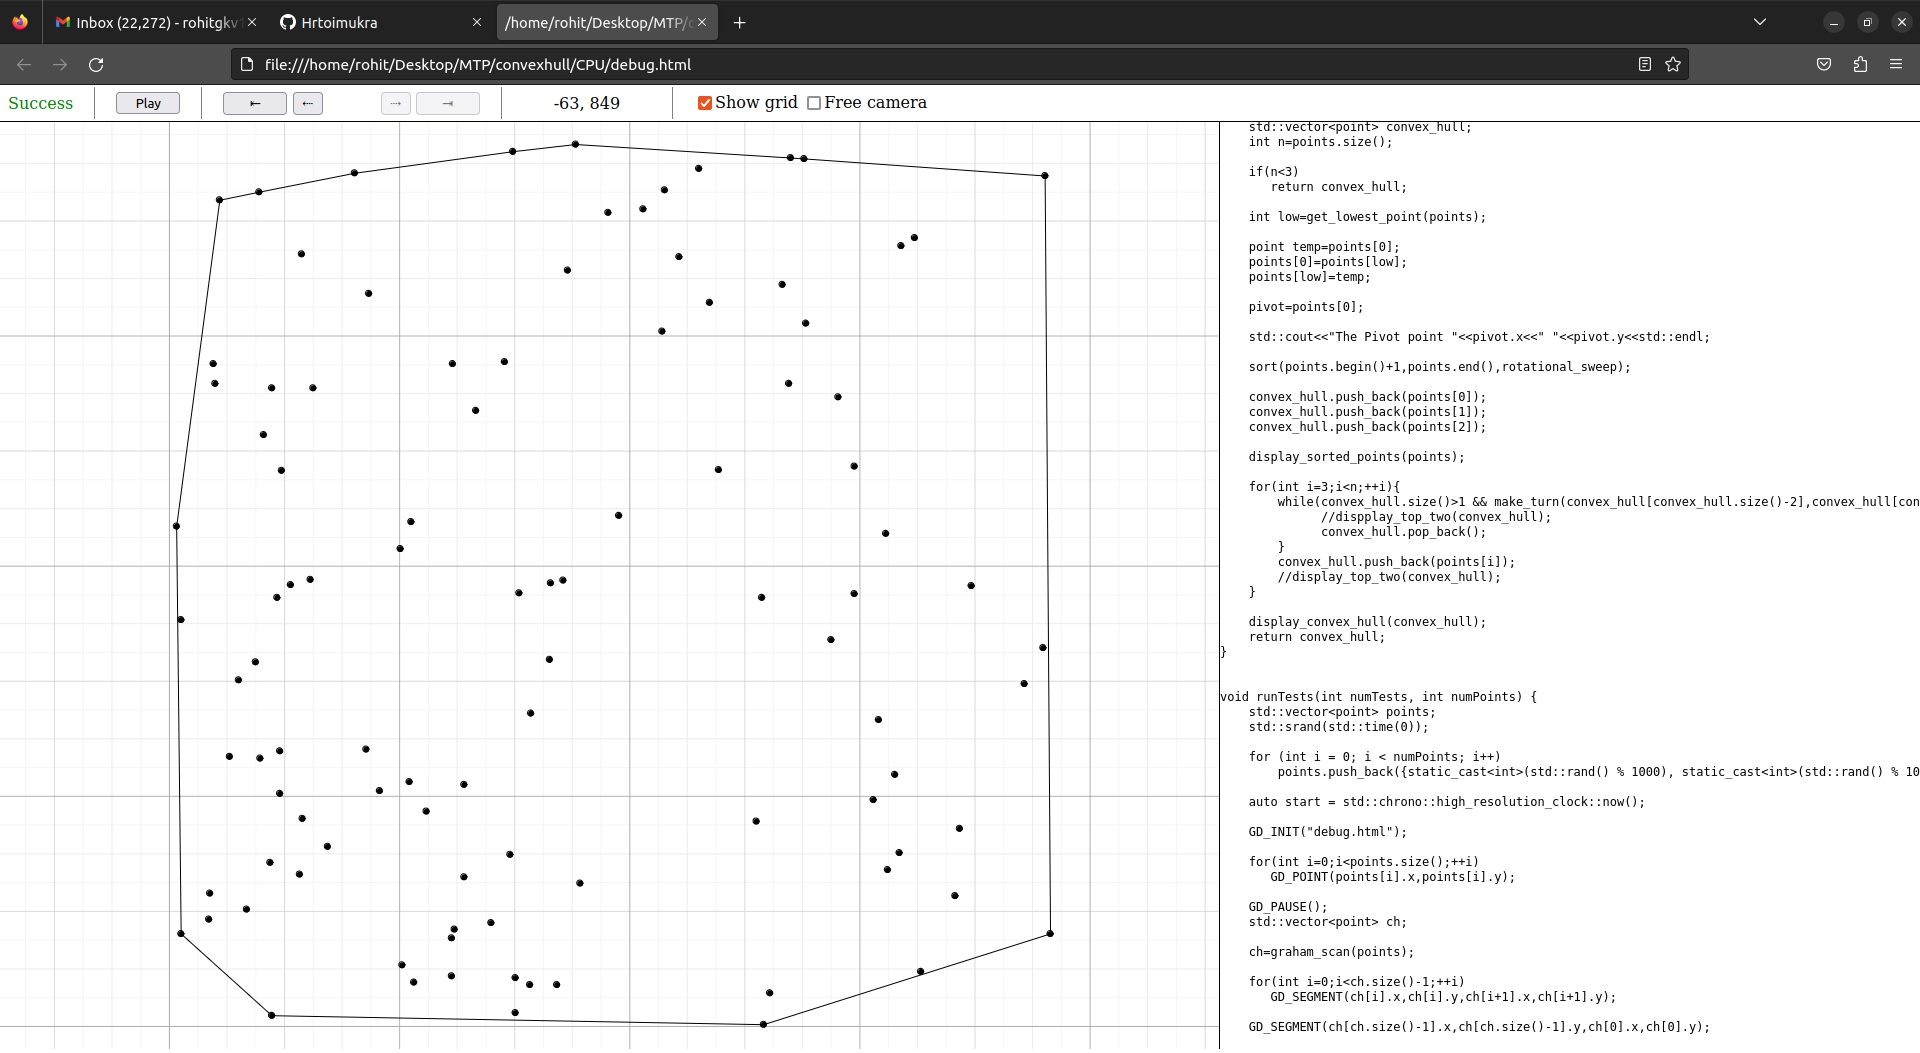 Inbox (22,272) - rohitgkv
Hrtoimukra
/home/rohit/Desktop/MTP/
file:///home/rohit/Desktop/MTP/convexhull/CPU/debug.html
Success
Play
-63, 849
Show grid
Free camera
std::vector<point> convex_hull;
int n=points.size();
if(n<3)
return convex_hull;
int low=get_lowest_point(points);
point temp=points[0];
points[0]=points[low];
points[low]=temp;
pivot=points[0];
std::cout<<"The Pivot point "<<pivot.x<<" "<<pivot.y<<std::endl;
sort(points.begin()+1,points.end(),rotational_sweep);
convex_hull.push_back(points[0]);
convex_hull.push_back(points[1]);
convex_hull.push_back(points[2]);
display_sorted_points(points);
for(int i=3;i<n;++i){
while(convex_hull.size()>1 && make_turn(convex_hull[convex_hull.size()-2],convex_hull[con
//dispplay_top_two(convex_hull);
convex_hull.pop_back();
}
convex_hull.push_back(points[i]);
//display_top_two(convex_hull);
}
display_convex_hull(convex_hull);
return convex_hull;
}
void runTests(int numTests, int numPoints) {
std::vector<point> points;
std::srand(std::time(0));
for (int i = 0; i < numPoints; i++)
points.push_back({static_cast<int>(std::rand() % 1000), static_cast<int>(std::rand() % 10
auto start = std::chrono::high_resolution_clock::now();
GD_INIT("debug.html");
for(int i=0;i<points.size();++i)
GD_POINT(points[i].x,points[i].y);
GD_PAUSE();
std::vector<point> ch;
ch=graham_scan(points);
for(int i=0;i<ch.size()-1;++i)
GD_SEGMENT(ch[i].x,ch[i].y,ch[i+1].x,ch[i+1].y);
GD_SEGMENT(ch[ch.size()-1].x,ch[ch.size()-1].y,ch[0].x,ch[0].y);